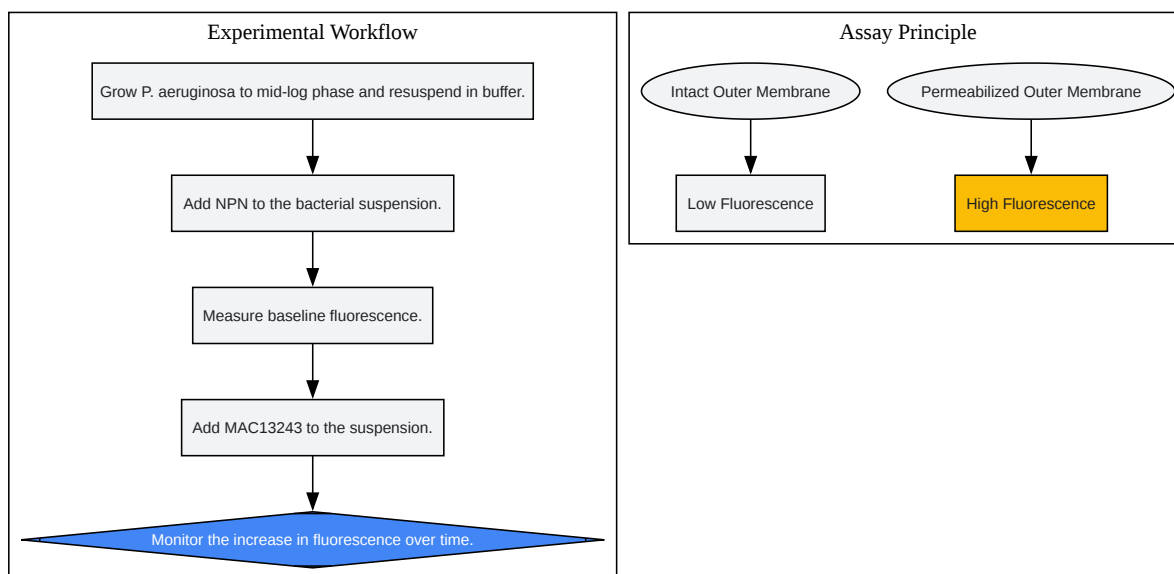 Experimental Workflow
Grow P. aeruginosa to mid-log phase and resuspend in buffer.
Add NPN to the bacterial suspension.
Measure baseline fluorescence.
Add MAC13243 to the suspension.
Monitor the increase in fluorescence over time.
Assay Principle
Intact Outer Membrane
Permeabilized Outer Membrane
Low Fluorescence
High Fluorescence